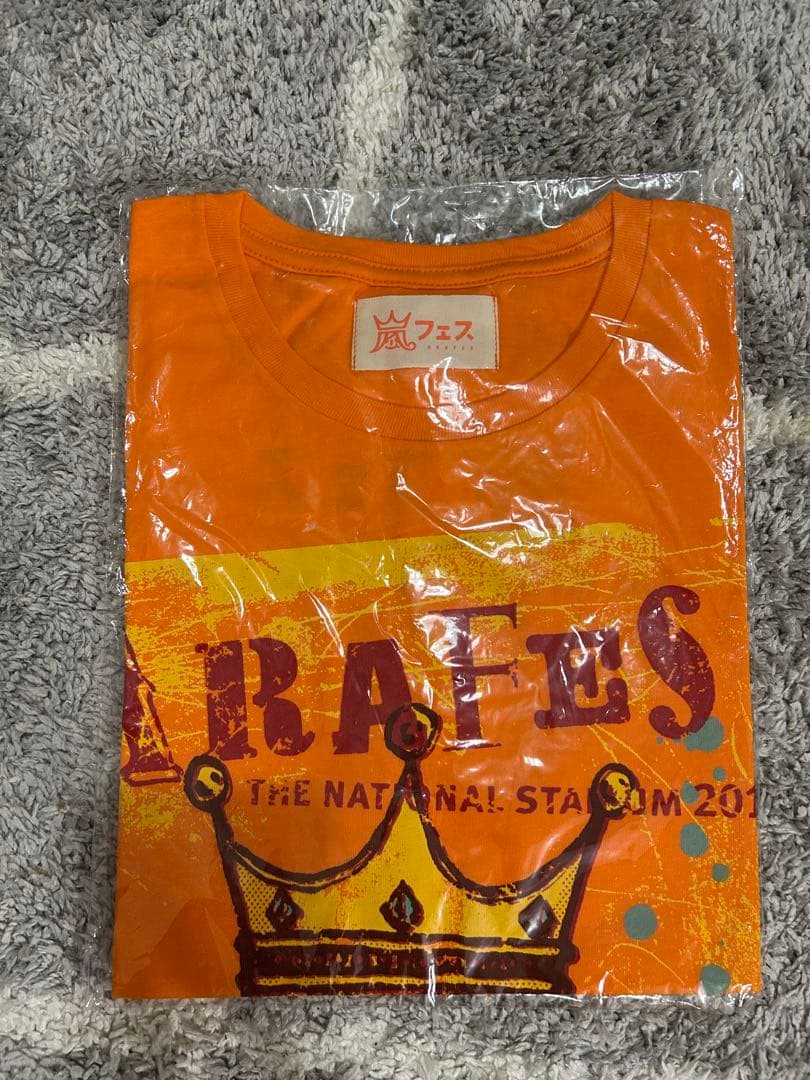 嵐フェス
ARAFES
THE NATIONAL STADIUM 201